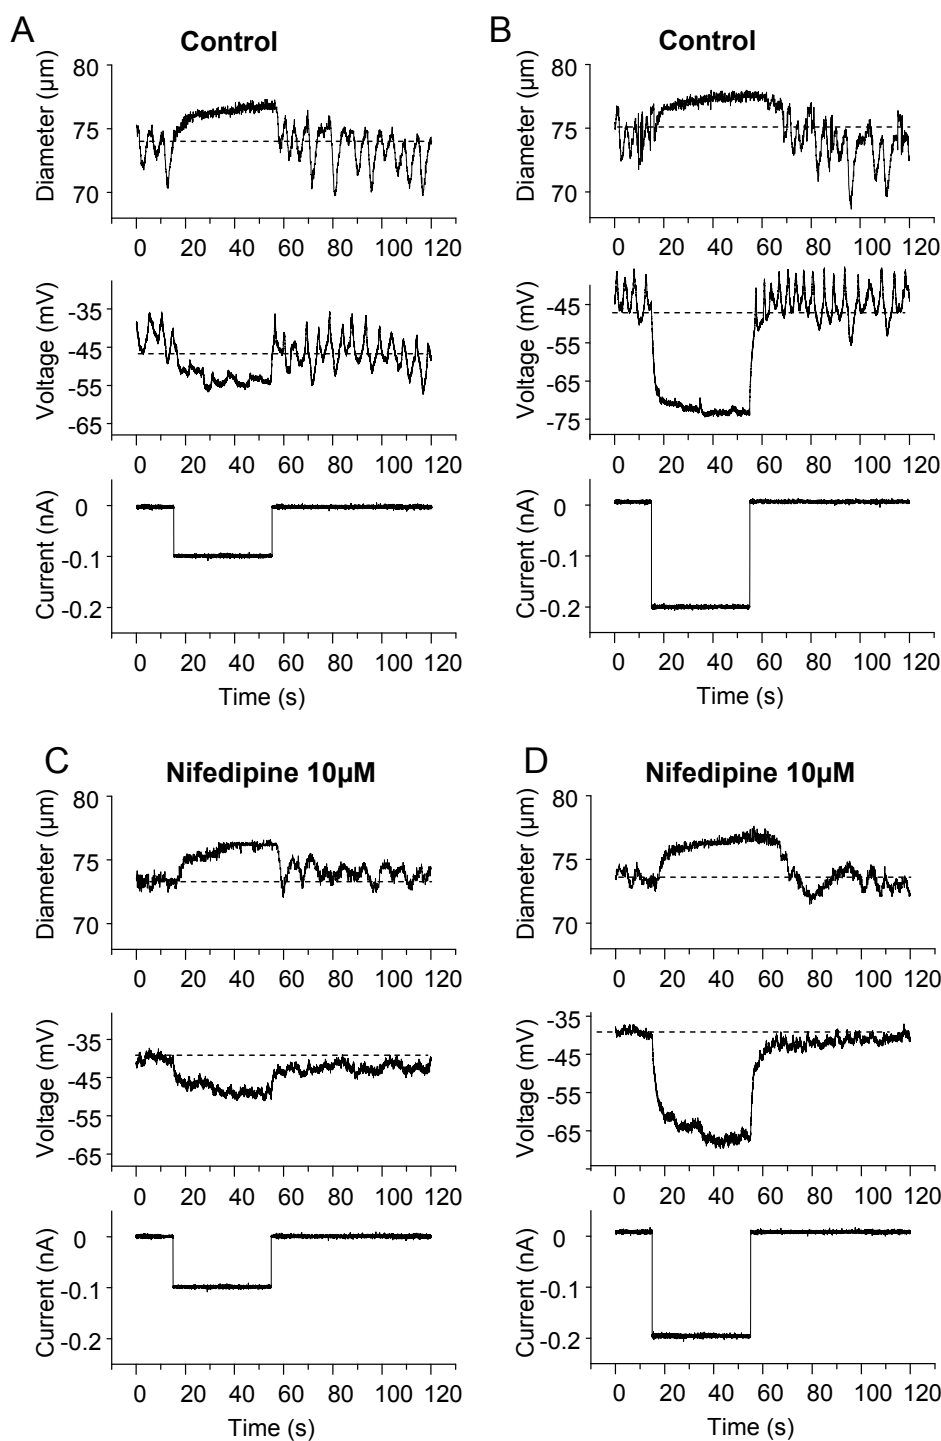 A
Control
Diameter (µm)
80
75
70
0 20 40 60 80 100 120
Voltage (mV)
-35
-45
-55
-65
0 20 40 60 80 100 120
Current (nA)
0
-0.1
-0.2
0 20 40 60 80 100 120
Time (s)
B
Control
Diameter (µm)
80
75
70
0 20 40 60 80 100 120
Voltage (mV)
-45
-55
-65
-75
0 20 40 60 80 100 120
Current (nA)
0
-0.1
-0.2
0 20 40 60 80 100 120
Time (s)
C
Nifedipine 10µM
Diameter (µm)
80
75
70
0 20 40 60 80 100 120
Voltage (mV)
-35
-45
-55
-65
0 20 40 60 80 100 120
Current (nA)
0
-0.1
-0.2
0 20 40 60 80 100 120
Time (s)
D
Nifedipine 10µM
Diameter (µm)
80
75
70
0 20 40 60 80 100 120
Voltage (mV)
-35
-45
-55
-65
0 20 40 60 80 100 120
Current (nA)
0
-0.1
-0.2
0 20 40 60 80 100 120
Time (s)